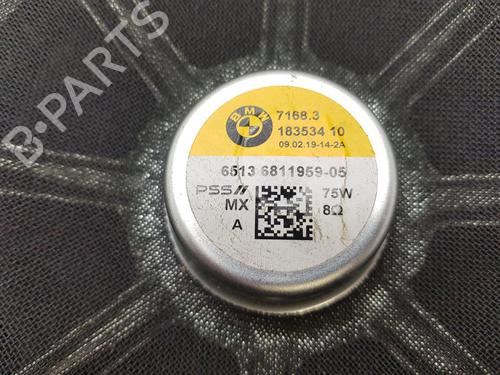 B-PARTS
BMW
7168.3
183534 10
09.02.19-14-2A
6513 6811959-05
PSS// 75W
MX 8Ω
A